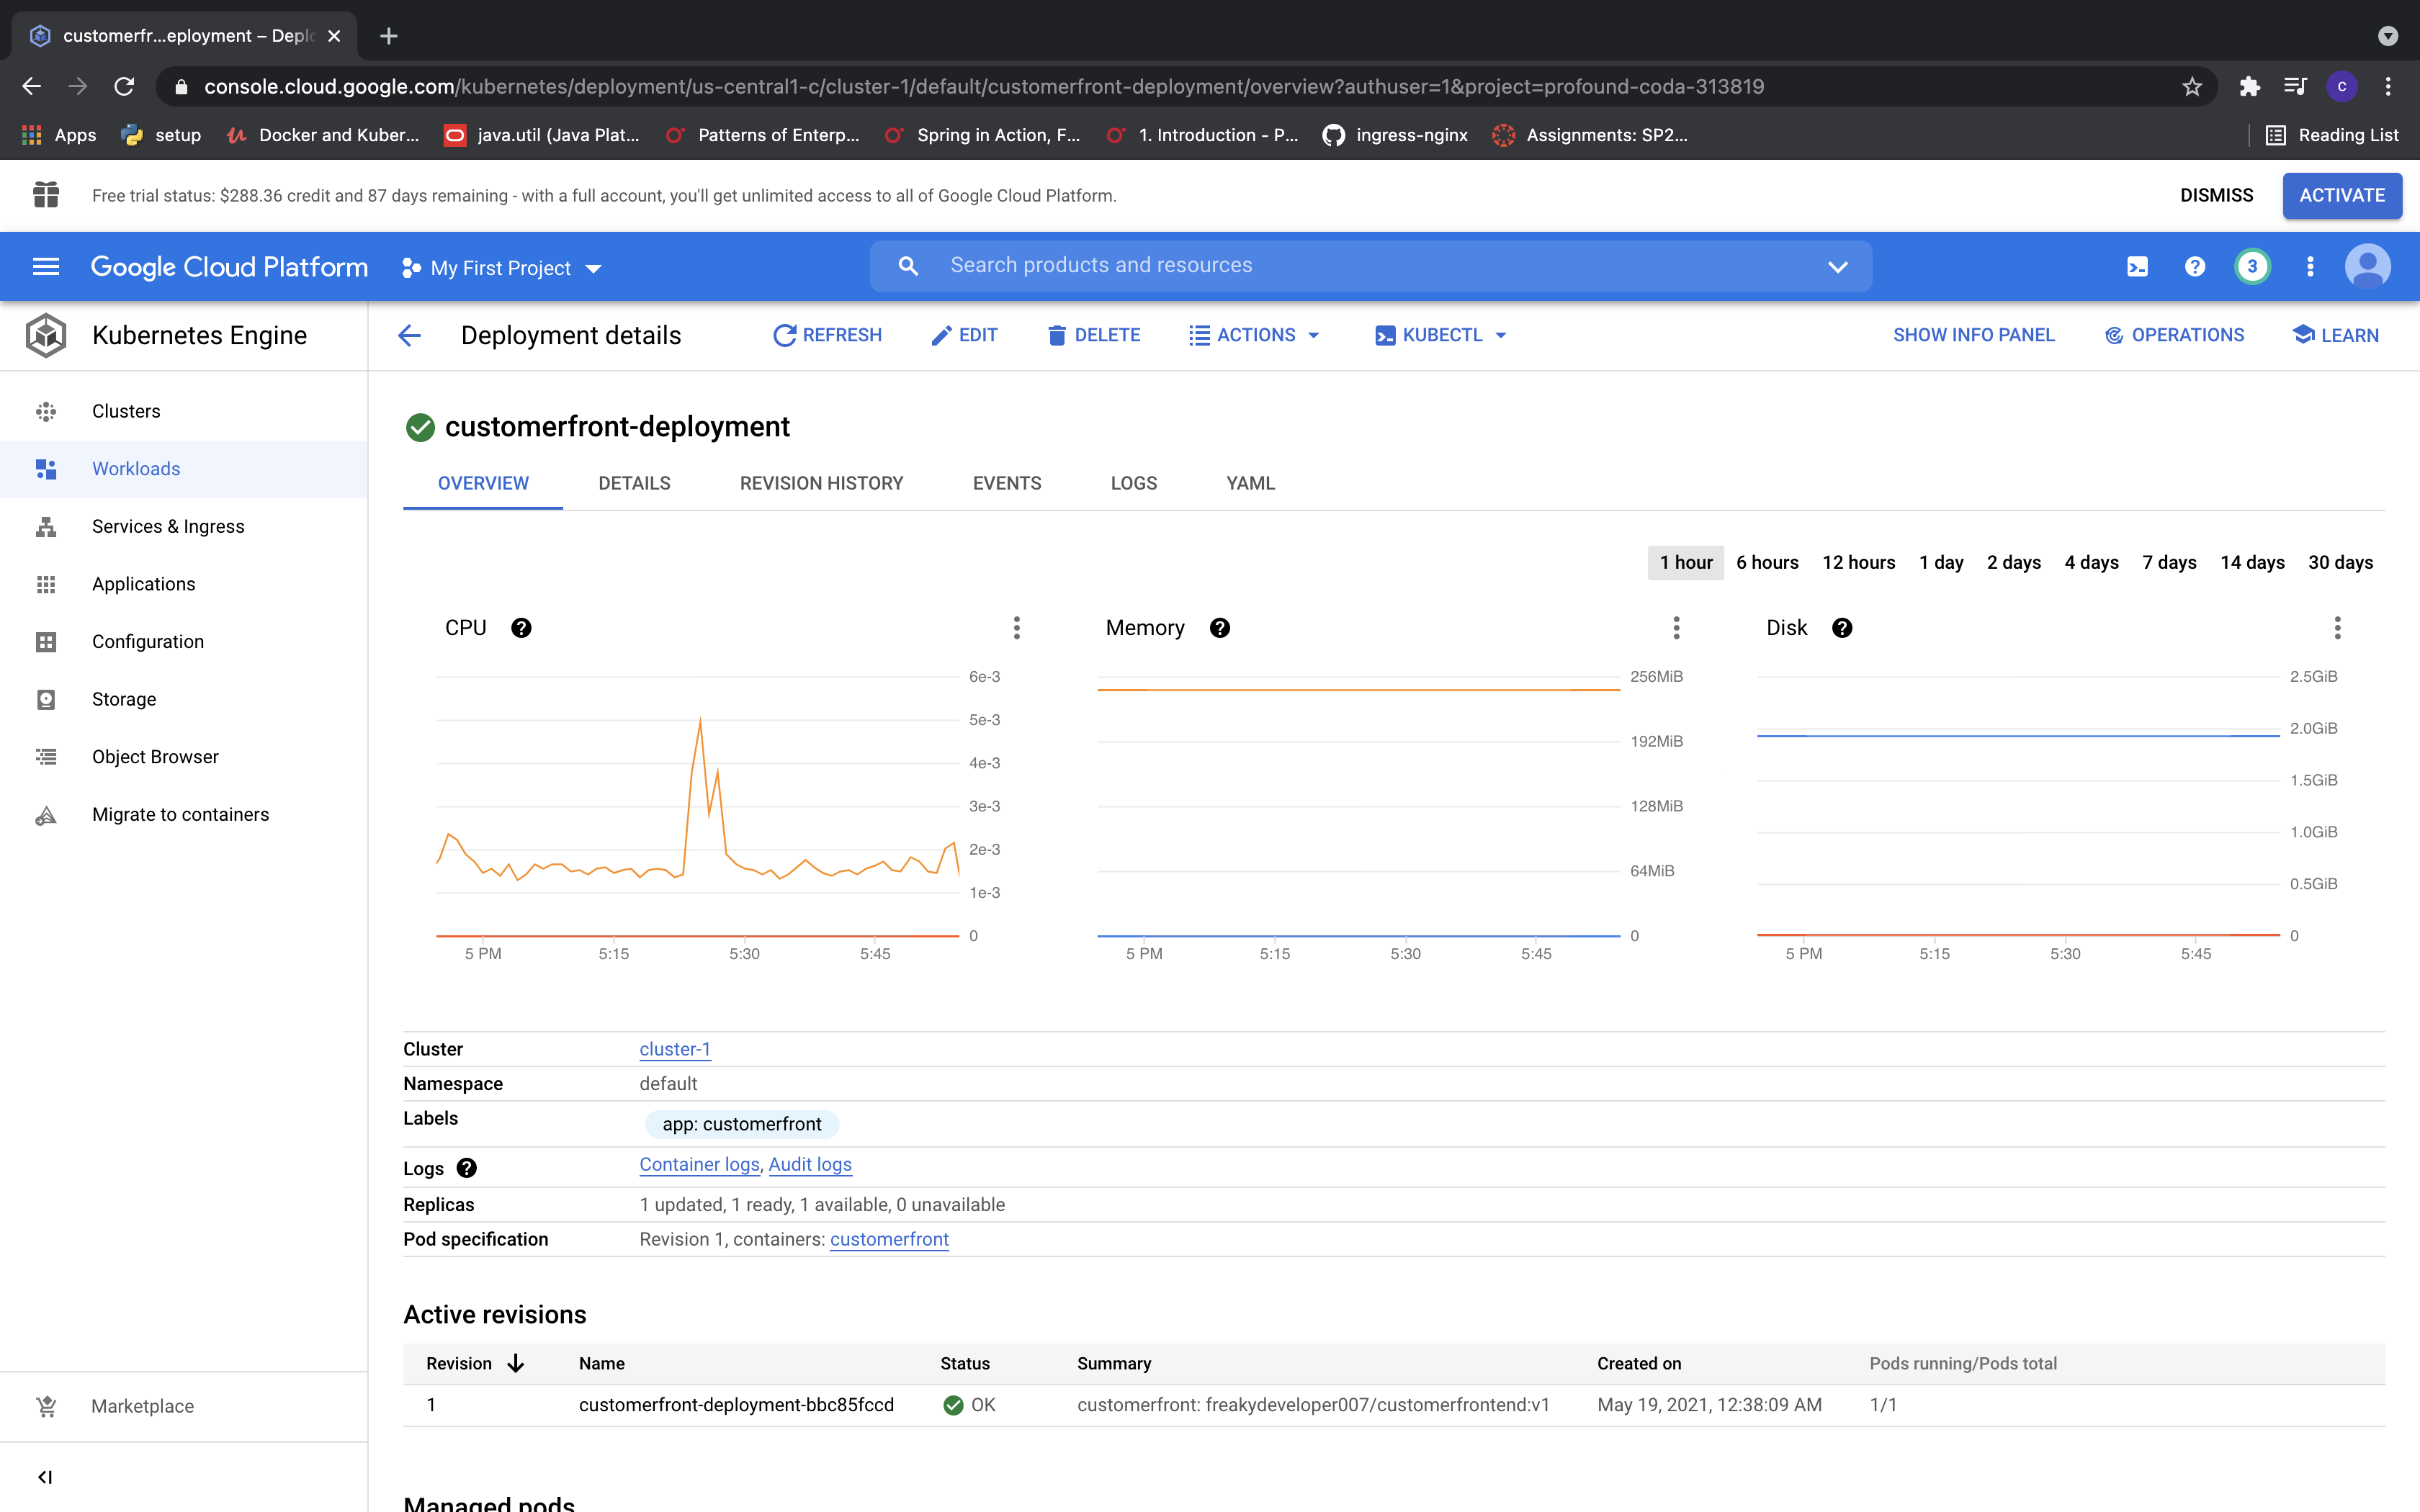 customerfr...eployment – Depl
console.cloud.google.com/kubernetes/deployment/us-central1-c/cluster-1/default/customerfront-deployment/overview?authuser=1&project=profound-coda-313819
C
Apps setup Docker and Kuber... java.util (Java Plat... Patterns of Enterp... Spring in Action, F... 1. Introduction - P... ingress-nginx Assignments: SP2... Reading List
Free trial status: $288.36 credit and 87 days remaining - with a full account, you'll get unlimited access to all of Google Cloud Platform. DISMISS ACTIVATE
Google Cloud Platform My First Project Search products and resources 3
Kubernetes Engine
Deployment details REFRESH EDIT DELETE ACTIONS KUBECTL SHOW INFO PANEL OPERATIONS LEARN
Clusters
Workloads
Services & Ingress
Applications
Configuration
Storage
Object Browser
Migrate to containers
Marketplace
customerfront-deployment
OVERVIEW DETAILS REVISION HISTORY EVENTS LOGS YAML
1 hour 6 hours 12 hours 1 day 2 days 4 days 7 days 14 days 30 days
CPU
6e-3
5e-3
4e-3
3e-3
2e-3
1e-3
0
5 PM 5:15 5:30 5:45
Memory
256MiB
192MiB
128MiB
64MiB
0
5 PM 5:15 5:30 5:45
Disk
2.5GiB
2.0GiB
1.5GiB
1.0GiB
0.5GiB
0
5 PM 5:15 5:30 5:45
Cluster cluster-1
Namespace default
Labels app: customerfront
Logs Container logs, Audit logs
Replicas 1 updated, 1 ready, 1 available, 0 unavailable
Pod specification Revision 1, containers: customerfront
Active revisions
Revision Name Status Summary Created on Pods running/Pods total
1 customerfront-deployment-bbc85fccd OK customerfront: freakydeveloper007/customerfrontend:v1 May 19, 2021, 12:38:09 AM 1/1
Managed pods